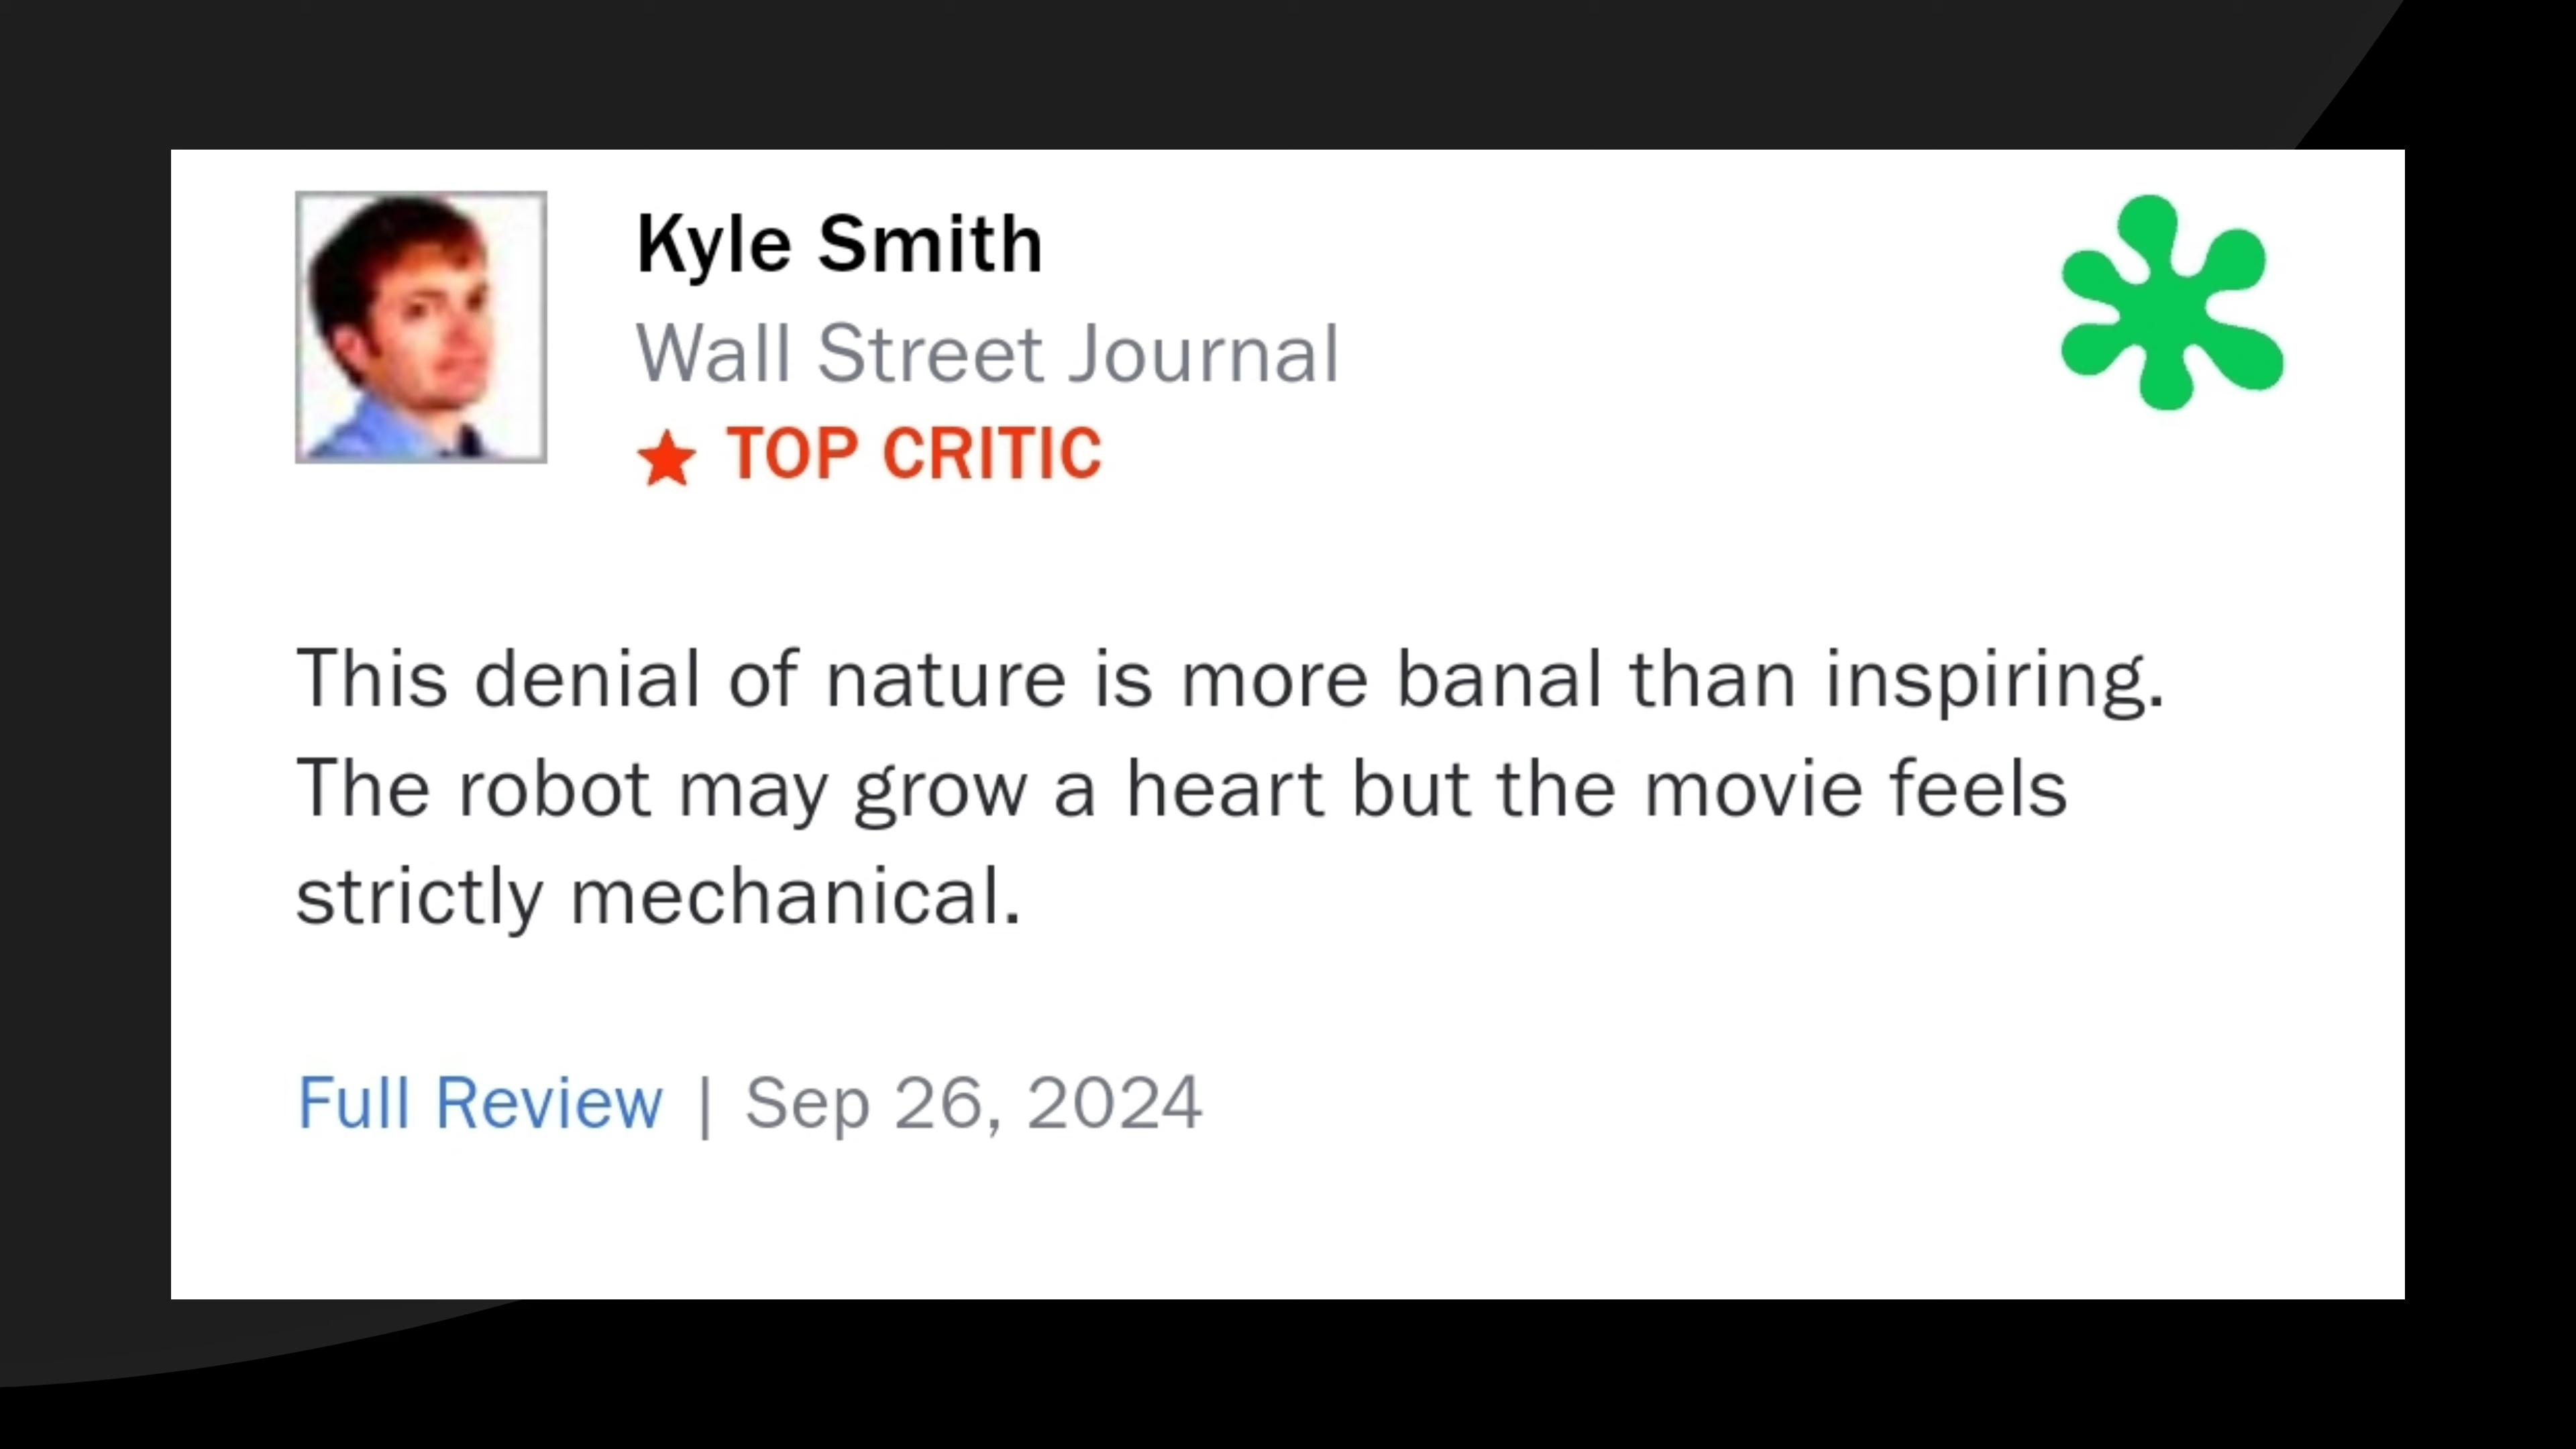 Kyle Smith
Wall Street Journal
TOP CRITIC
This denial of nature is more banal than inspiring.
The robot may grow a heart but the movie feels
strictly mechanical.
Full Review | Sep 26, 2024